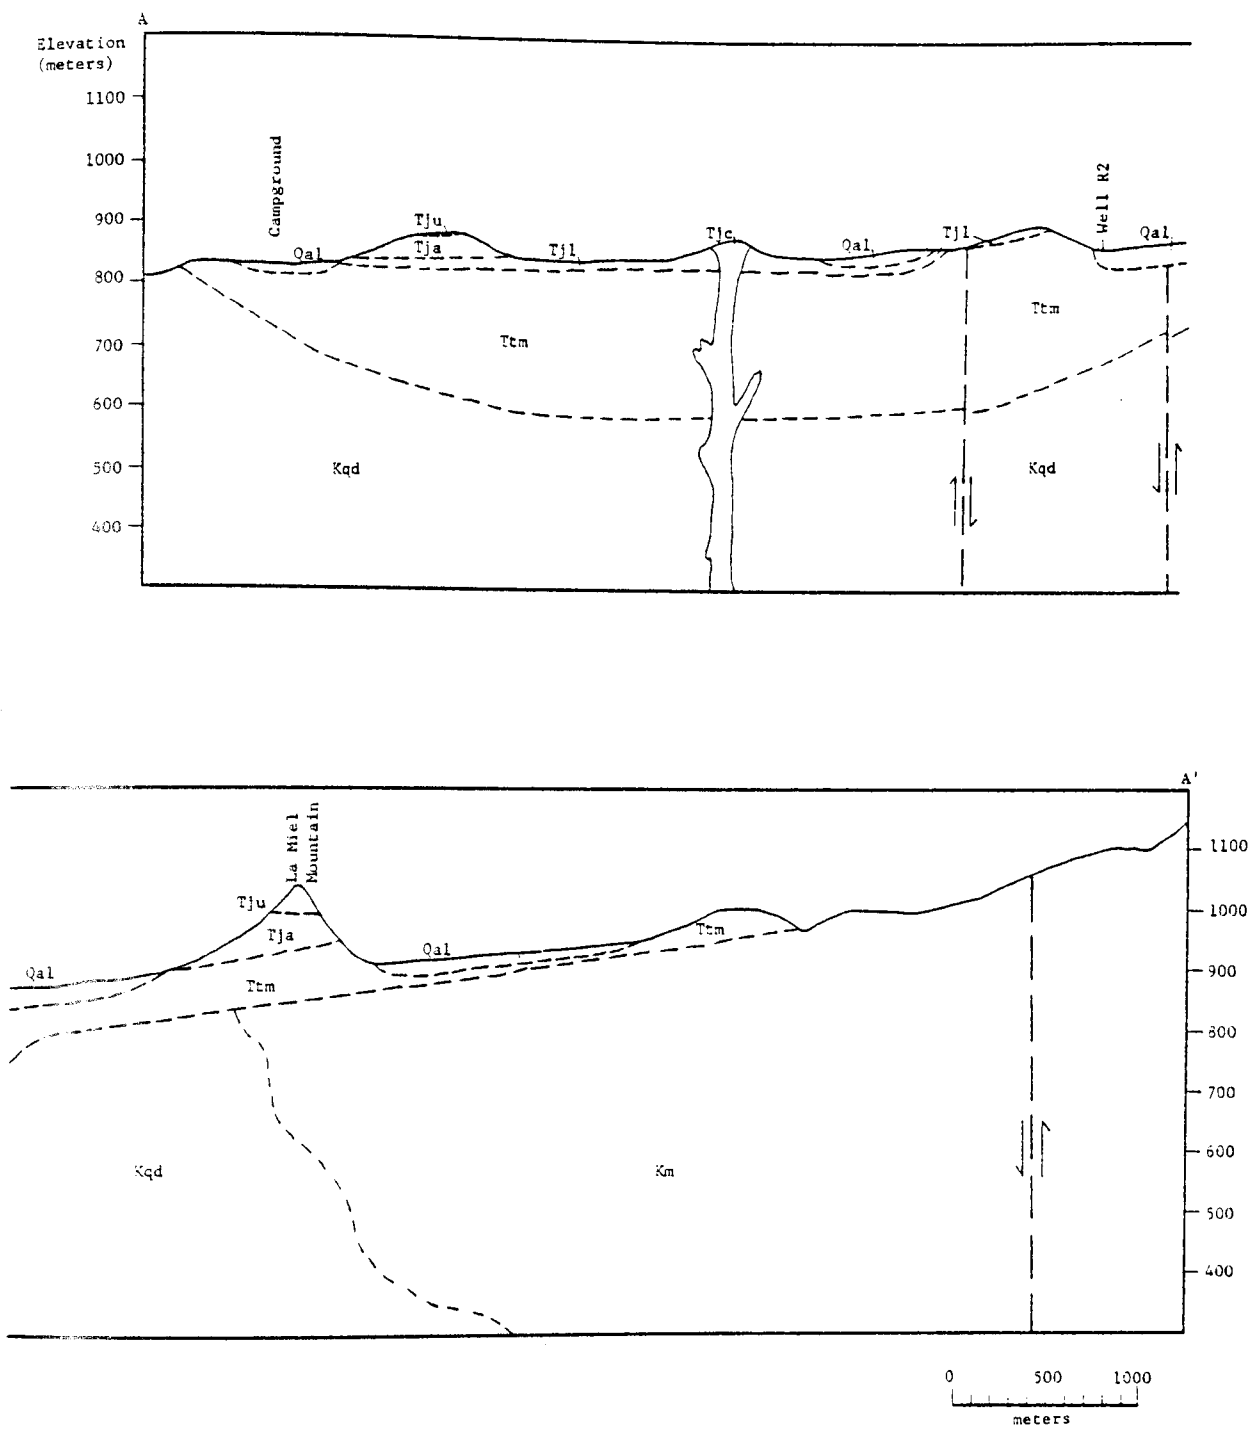 A
Elevation
(meters)
1100
1000
900
800
700
600
500
400
Campground
Well R2
Tju
Tja
Qal
Tjl
Tjc
Qal
Tjl
Qal
Ttm
Ttm
Kqd
Kqd
A'
La Miel
Mountain
Tju
Tja
Qal
Qal
Ttm
Ttm
Kqd
Km
1100
1000
900
800
700
600
500
400
0 500 1000
meters